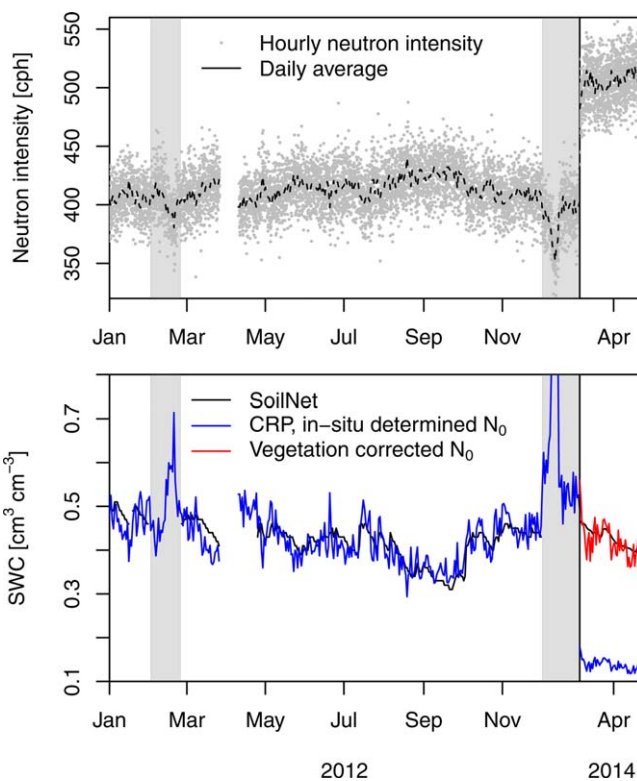 Neutron intensity [cph]
550
500
450
400
350
Hourly neutron intensity
Daily average
Jan Mar May Jul Sep Nov Apr
SWC [cm³ cm⁻³]
0.7
0.5
0.3
0.1
SoilNet
CRP, in−situ determined N₀
Vegetation corrected N₀
Jan Mar May Jul Sep Nov Apr
2012 2014